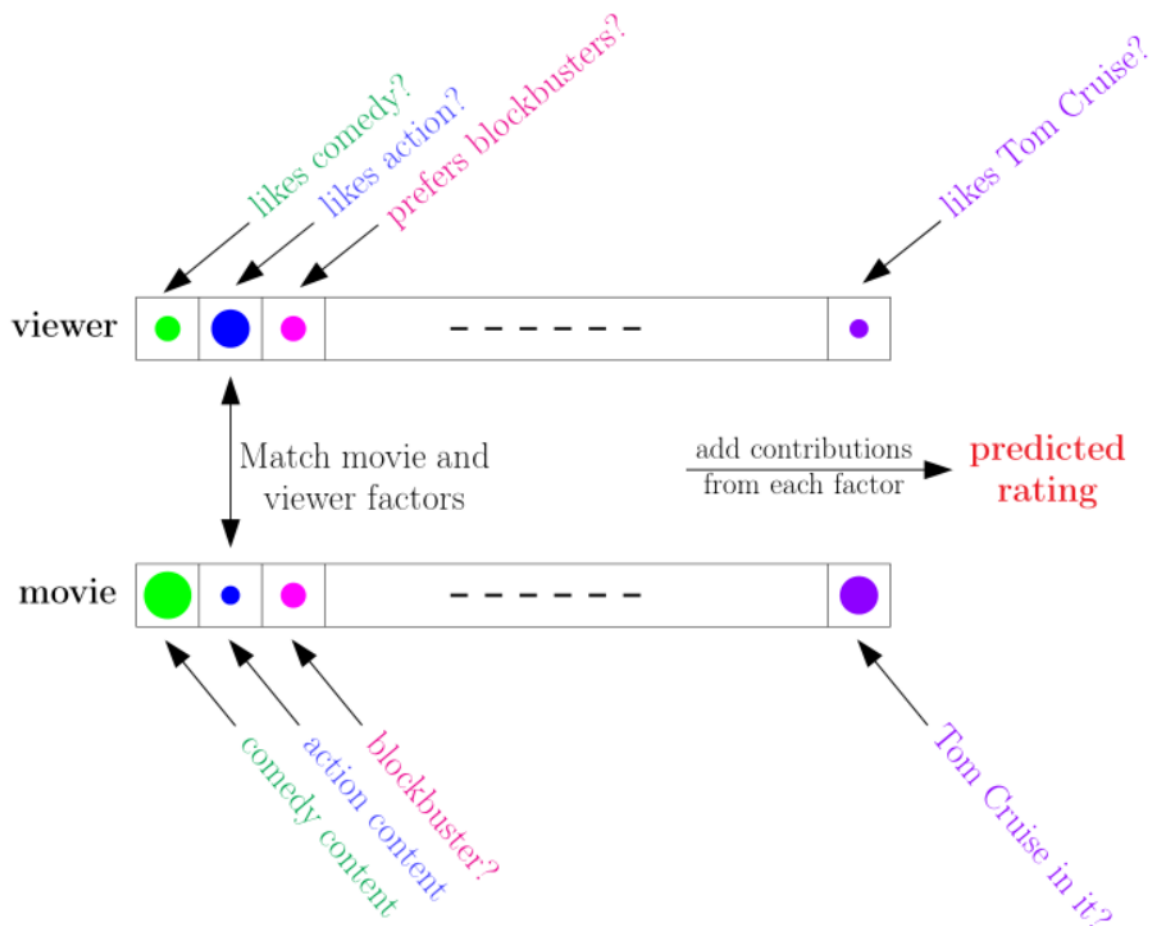 likes comedy?
likes action?
prefers blockbusters?
likes Tom Cruise?
viewer
Match movie and
viewer factors
add contributions
from each factor
predicted
rating
movie
comedy content
action content
blockbuster?
Tom Cruise in it?